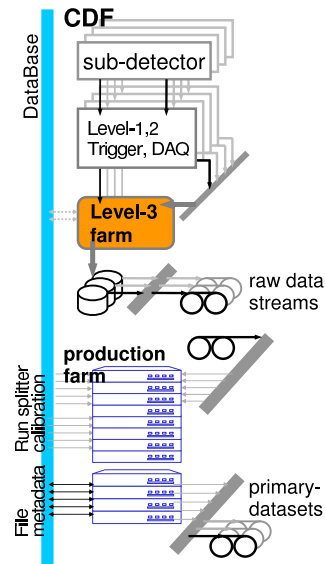 CDF
DataBase
sub-detector
Level-1,2
Trigger, DAQ
Level-3
farm
raw data
streams
production
farm
Run splitter
callibration
primary-
datasets
File
metadata